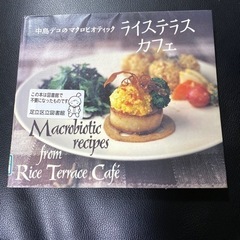 中島デコのマクロビオティック
ライステラス
カフェ
この本は図書館で
不要になったものです
足立区立図書館
Macrobiotic
recipes
from
Rice Terrace Café